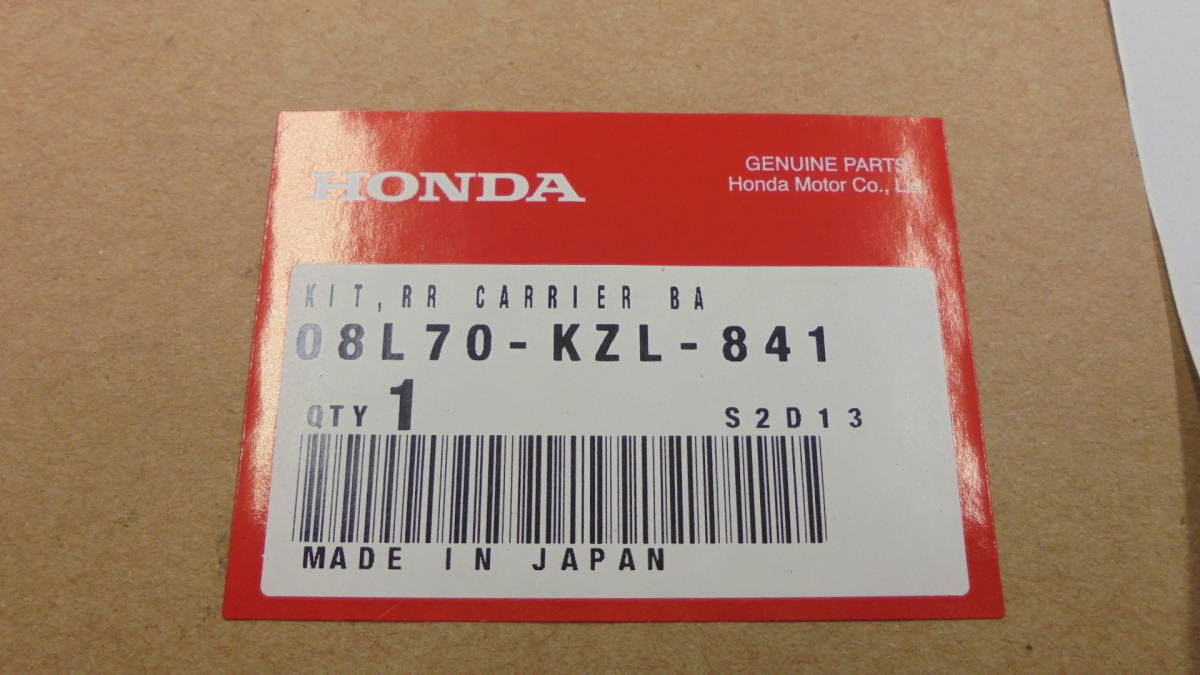 HONDA
GENUINE PARTS
Honda Motor Co., Ltd.
KIT, RR CARRIER BA
08L70-KZL-841
QTY 1 S2D13
MADE IN JAPAN